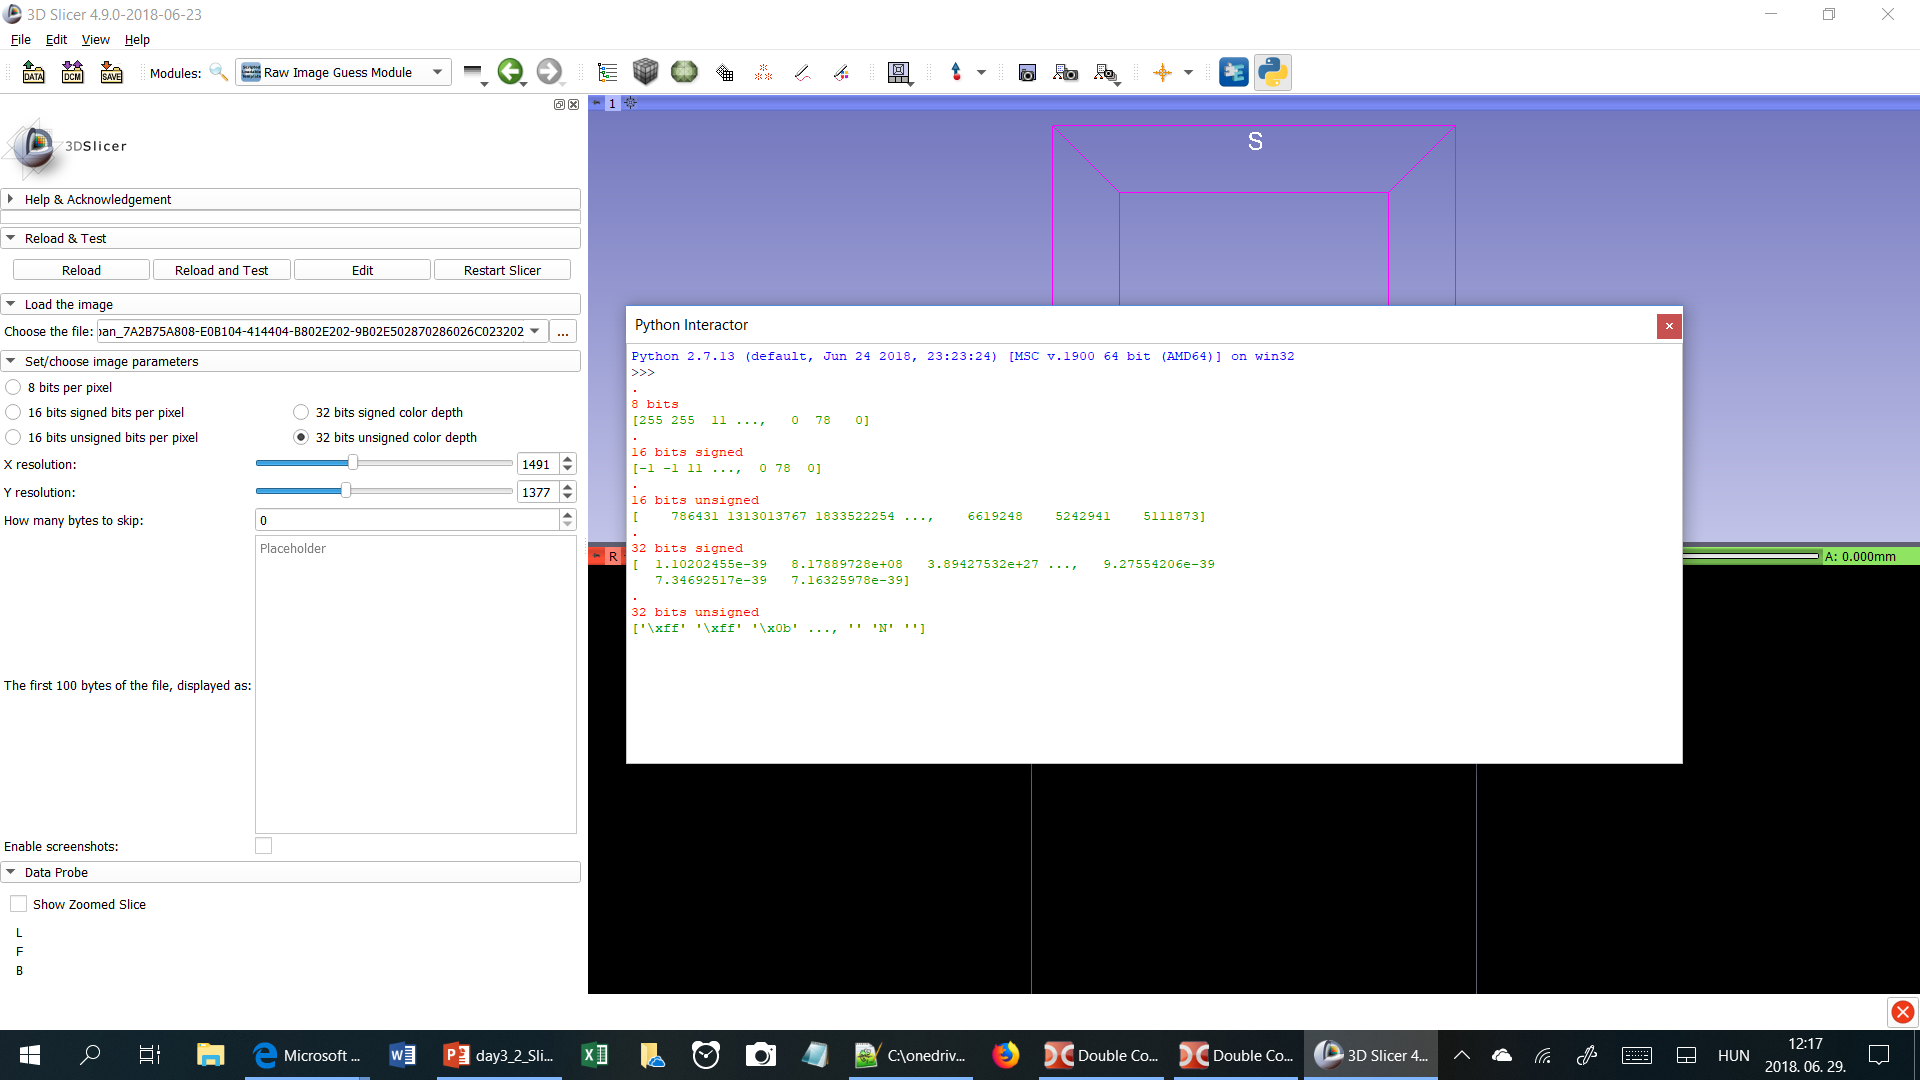 3D Slicer 4.9.0-2018-06-23
File Edit View Help
DATA DCM SAVE Modules: Raw Image Guess Module
1
3DSlicer
S
Help & Acknowledgement
Reload & Test
Reload Reload and Test Edit Restart Slicer
Load the image
Choose the file: pan_7A2B75A808-E0B104-414404-B802E202-9B02E502870286026C023202 ...
Set/choose image parameters
8 bits per pixel
16 bits signed bits per pixel 32 bits signed color depth
16 bits unsigned bits per pixel 32 bits unsigned color depth
X resolution: 1491
Y resolution: 1377
How many bytes to skip: 0
Placeholder
The first 100 bytes of the file, displayed as:
Enable screenshots:
Data Probe
Show Zoomed Slice
L
F
B
Python Interactor
Python 2.7.13 (default, Jun 24 2018, 23:23:24) [MSC v.1900 64 bit (AMD64)] on win32
>>>
.
8 bits
[255 255  11 ...,   0  78   0]
.
16 bits signed
[-1 -1 11 ...,  0 78  0]
.
16 bits unsigned
[    786431 1313013767 1833522254 ...,    6619248    5242941    5111873]
.
32 bits signed
[  1.10202455e-39   8.17889728e+08   3.89427532e+27 ...,   9.27554206e-39
7.34692517e-39   7.16325978e-39]
.
32 bits unsigned
['\xff' '\xff' '\x0b' ..., '' 'N' '']
R
A: 0.000mm
Microsoft ... day3_2_Sli... C:\onedriv... Double Co... Double Co... 3D Slicer 4... HUN 12:17
2018. 06. 29.